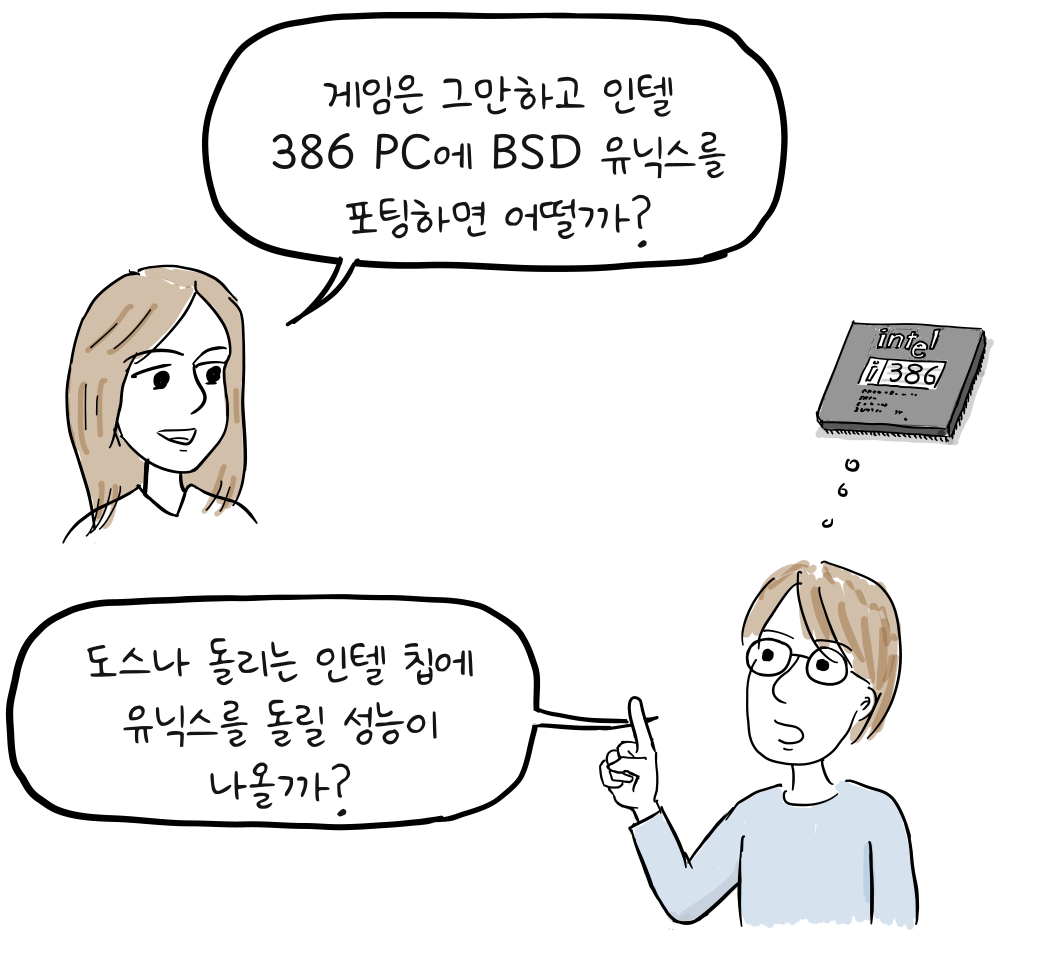 게임은 그만하고 인텔
386 PC에 BSD 유닉스를
포팅하면 어떨까?
intel
i386
도스나 돌리는 인텔 칩에
유닉스를 돌릴 성능이
나올까?